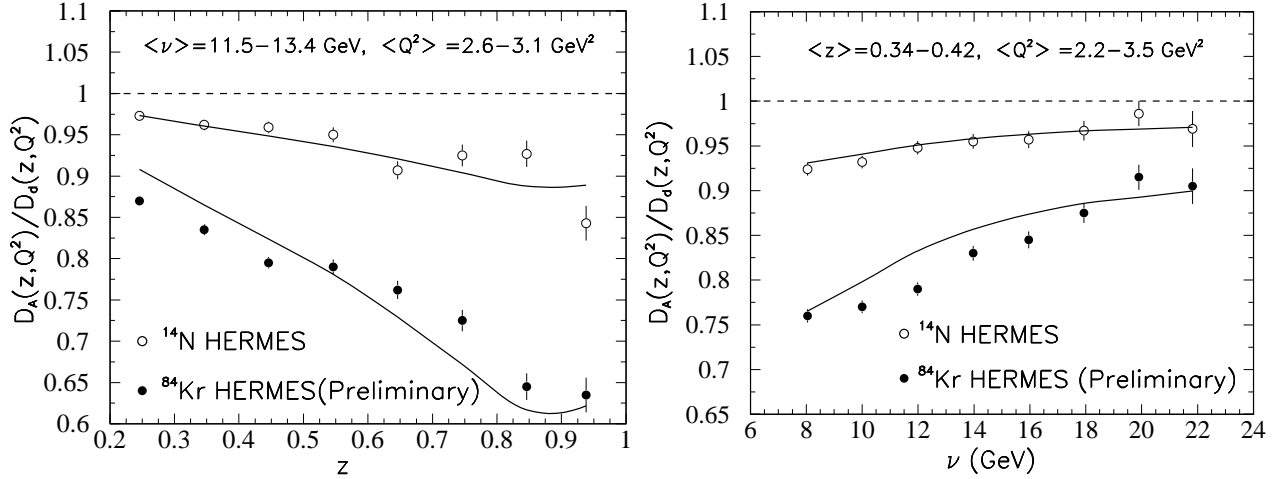 <ν>=11.5–13.4 GeV, <Q²> =2.6–3.1 GeV²
D_A(z,Q²)/D_d(z,Q²)
1.1
1.05
1
0.95
0.9
0.85
0.8
0.75
0.7
0.65
0.6
¹⁴N HERMES
⁸⁴Kr HERMES(Preliminary)
0.2 0.3 0.4 0.5 0.6 0.7 0.8 0.9 1
z
<z>=0.34–0.42, <Q²> =2.2–3.5 GeV²
D_A(z,Q²)/D_d(z,Q²)
1.1
1.05
1
0.95
0.9
0.85
0.8
0.75
0.7
0.65
¹⁴N HERMES
⁸⁴Kr HERMES (Preliminary)
6 8 10 12 14 16 18 20 22 24
ν (GeV)